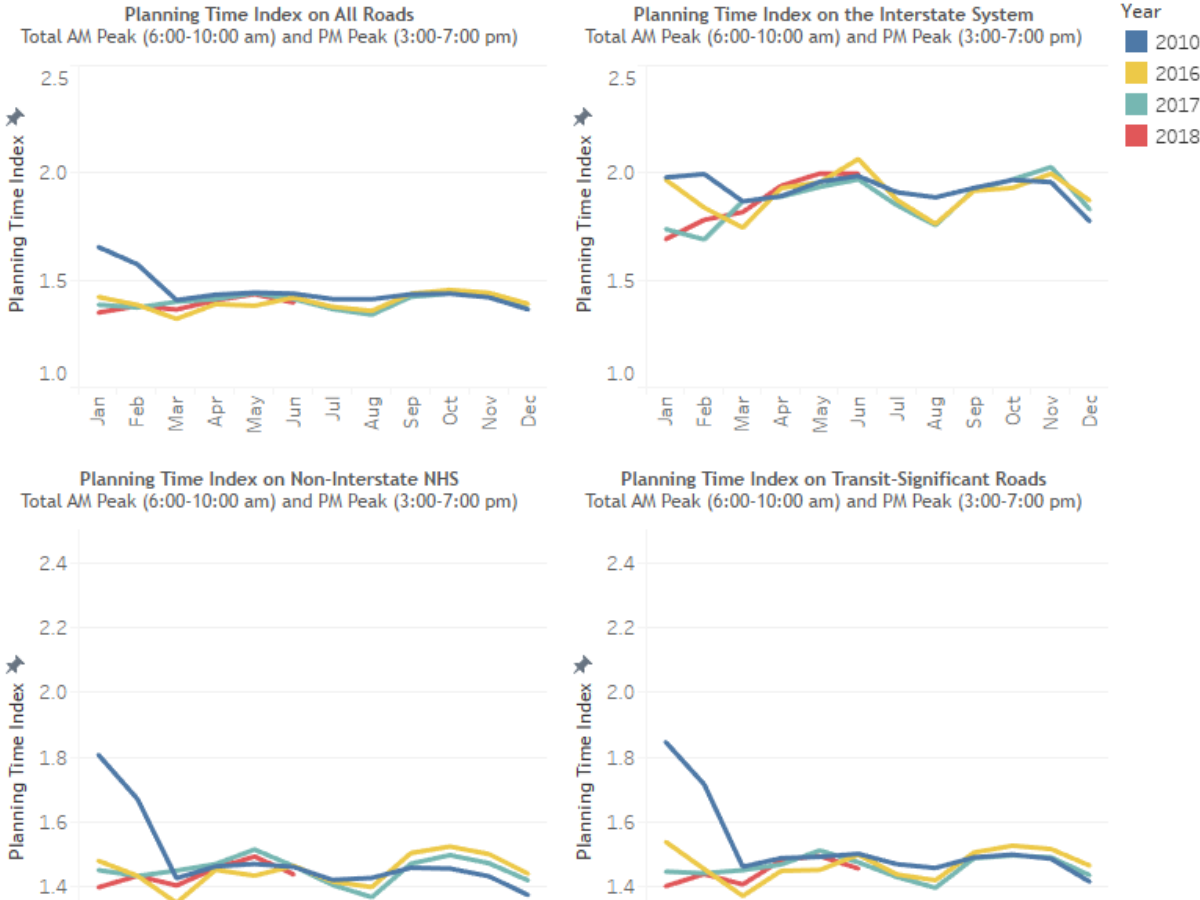 Planning Time Index on All Roads
Total AM Peak (6:00-10:00 am) and PM Peak (3:00-7:00 pm)
2.5
2.0
1.5
1.0
Planning Time Index
Jan Feb Mar Apr May Jun Jul Aug Sep Oct Nov Dec
Planning Time Index on the Interstate System
Total AM Peak (6:00-10:00 am) and PM Peak (3:00-7:00 pm)
2.5
2.0
1.5
1.0
Planning Time Index
Jan Feb Mar Apr May Jun Jul Aug Sep Oct Nov Dec
Year
2010
2016
2017
2018
Planning Time Index on Non-Interstate NHS
Total AM Peak (6:00-10:00 am) and PM Peak (3:00-7:00 pm)
2.4
2.2
2.0
1.8
1.6
1.4
Planning Time Index
Planning Time Index on Transit-Significant Roads
Total AM Peak (6:00-10:00 am) and PM Peak (3:00-7:00 pm)
2.4
2.2
2.0
1.8
1.6
1.4
Planning Time Index